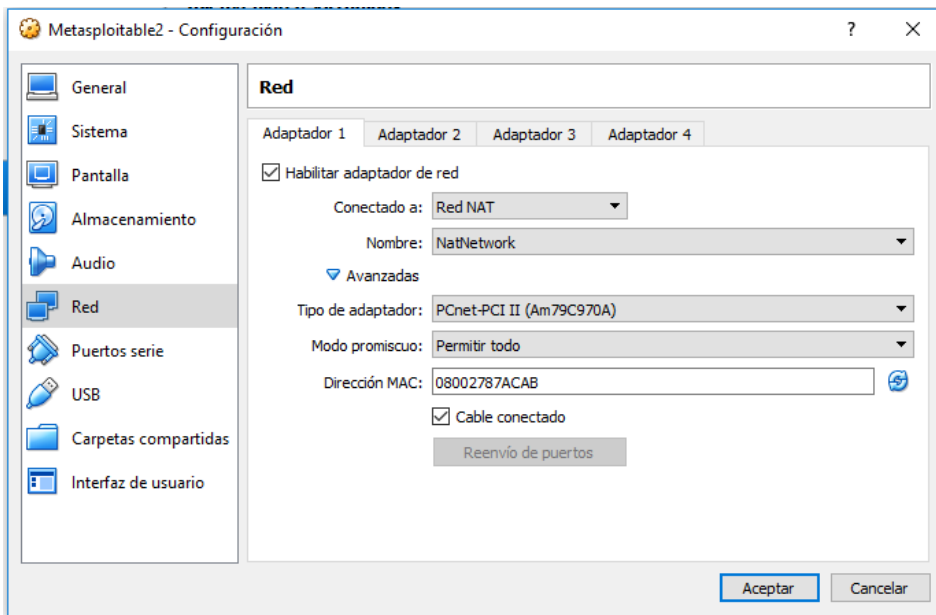 Metasploitable2 - Configuración
?
General
Sistema
Pantalla
Almacenamiento
Audio
Red
Puertos serie
USB
Carpetas compartidas
Interfaz de usuario
Red
Adaptador 1 Adaptador 2 Adaptador 3 Adaptador 4
Habilitar adaptador de red
Conectado a: Red NAT
Nombre: NatNetwork
Avanzadas
Tipo de adaptador: PCnet-PCI II (Am79C970A)
Modo promiscuo: Permitir todo
Dirección MAC: 08002787ACAB
Cable conectado
Reenvío de puertos
Aceptar Cancelar